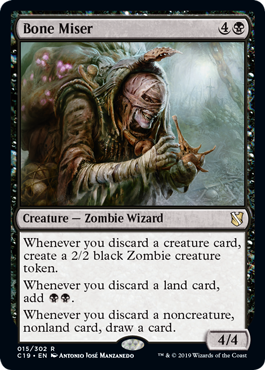 Bone Miser 4
Creature — Zombie Wizard
Whenever you discard a creature card,
create a 2/2 black Zombie creature
token.
Whenever you discard a land card,
add .
Whenever you discard a noncreature,
nonland card, draw a card.
4/4
015/302 R
C19 • EN Antonio José Manzanedo
™ & © 2019 Wizards of the Coast